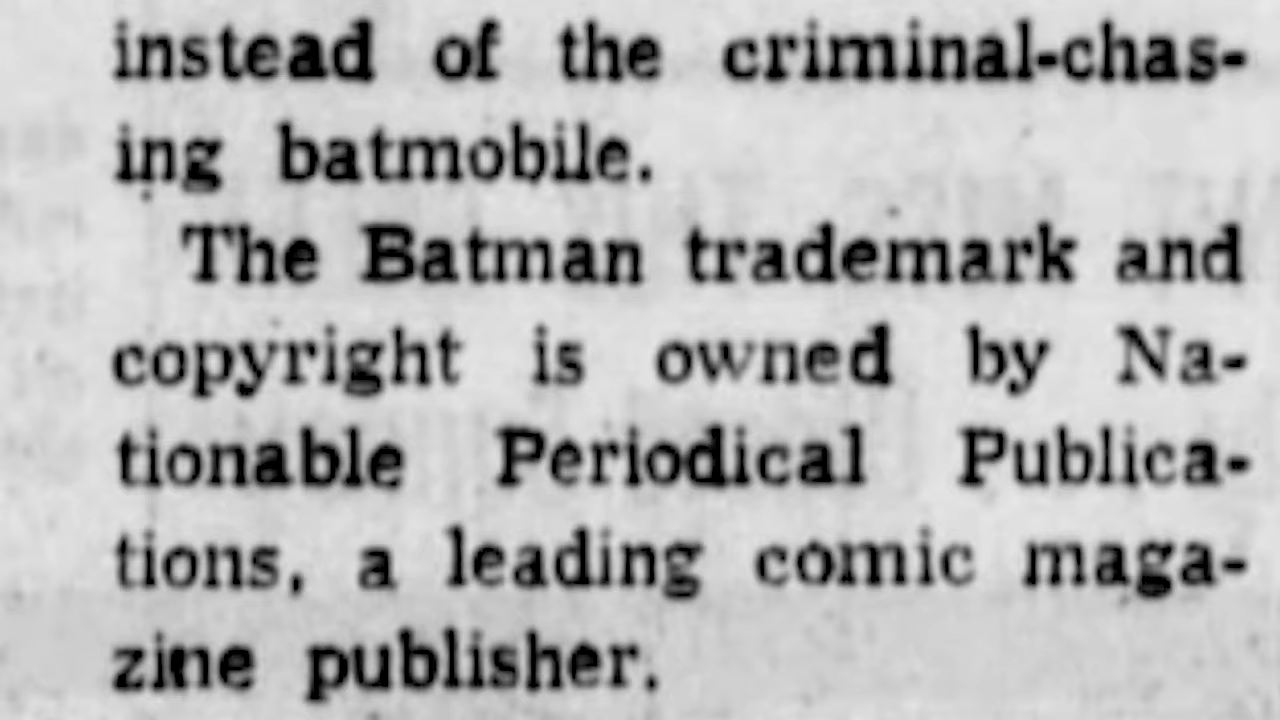 instead of the criminal-chas-
ing batmobile.
The Batman trademark and
copyright is owned by Na-
tionable Periodical Publica-
tions, a leading comic maga-
zine publisher.